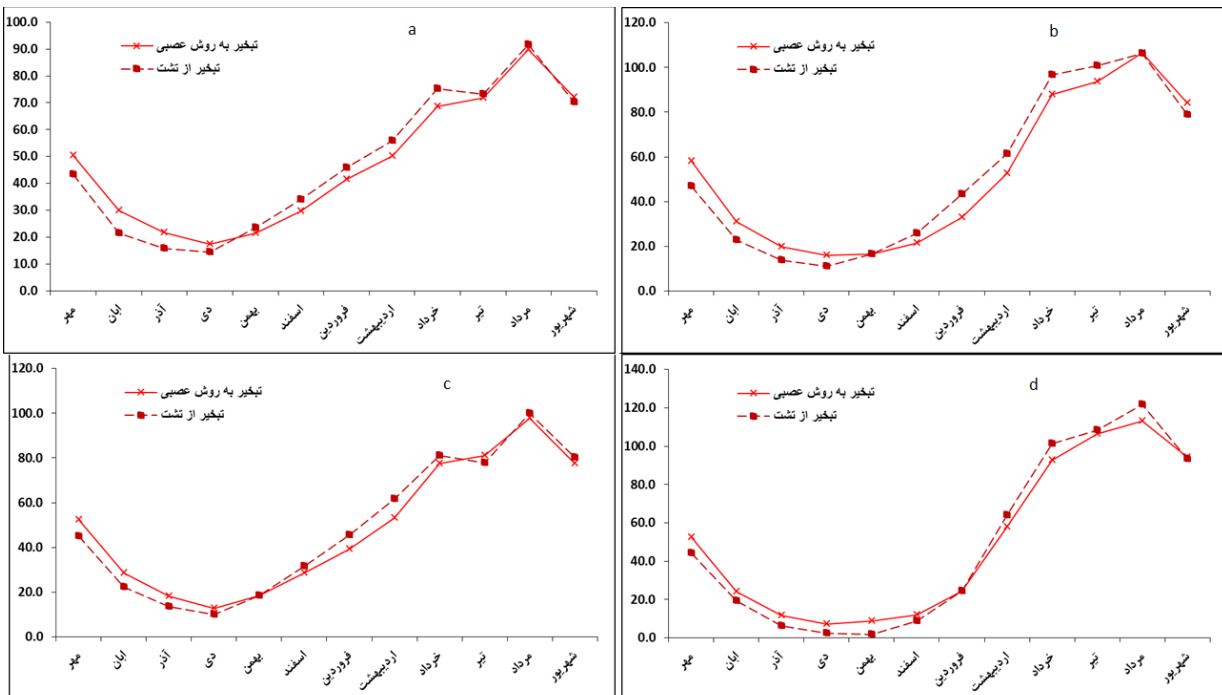 a
تبخیر به روش عصبی
تبخیر از تشت
100.0
90.0
80.0
70.0
60.0
50.0
40.0
30.0
20.0
10.0
0.0
مهر
ابان
آذر
دی
بهمن
اسفند
فروردین
اردیبهشت
خرداد
تیر
مرداد
شهریور
b
تبخیر به روش عصبی
تبخیر از تشت
120.0
100.0
80.0
60.0
40.0
20.0
0.0
مهر
ابان
آذر
دی
بهمن
اسفند
فروردین
اردیبهشت
خرداد
تیر
مرداد
شهریور
c
تبخیر به روش عصبی
تبخیر از تشت
120.0
100.0
80.0
60.0
40.0
20.0
0.0
مهر
ابان
آذر
دی
بهمن
اسفند
فروردین
اردیبهشت
خرداد
تیر
مرداد
شهریور
d
تبخیر به روش عصبی
تبخیر از تشت
140.0
120.0
100.0
80.0
60.0
40.0
20.0
0.0
مهر
ابان
آذر
دی
بهمن
اسفند
فروردین
اردیبهشت
خرداد
تیر
مرداد
شهریور